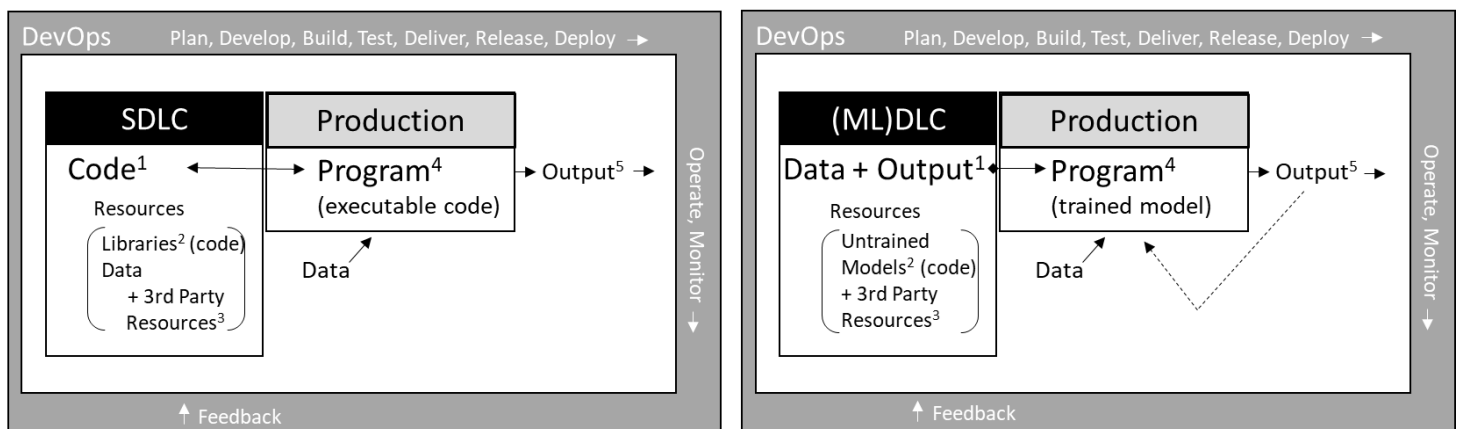 DevOps Plan, Develop, Build, Test, Deliver, Release, Deploy →
SDLC
Production
Code¹
Program⁴
(executable code)
Output⁵
Resources
Libraries² (code)
Data
+ 3rd Party
Resources³
Data
Operate, Monitor →
↑ Feedback
DevOps Plan, Develop, Build, Test, Deliver, Release, Deploy →
(ML)DLC
Production
Data + Output¹
Program⁴
(trained model)
Output⁵
Resources
Untrained
Models² (code)
+ 3rd Party
Resources³
Data
Operate, Monitor →
↑ Feedback